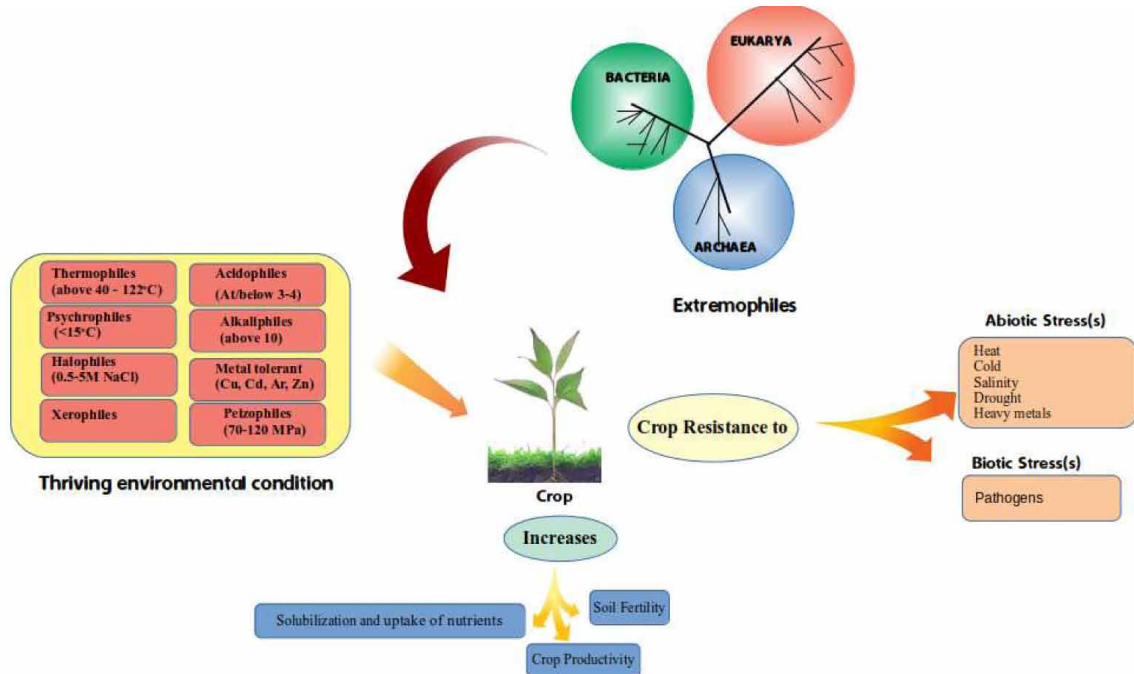 EUKARYA
BACTERIA
ARCHAEA
Extremophiles
Thermophiles
(above 40 - 122°C)
Acidophiles
(At/below 3-4)
Psychrophiles
(<15°C)
Alkaliphiles
(above 10)
Halophiles
(0.5-5M NaCl)
Metal tolerant
(Cu, Cd, Ar, Zn)
Xerophiles
Peizophiles
(70-120 MPa)
Thriving environmental condition
Crop
Crop Resistance to
Abiotic Stress(s)
Heat
Cold
Salinity
Drought
Heavy metals
Biotic Stress(s)
Pathogens
Increases
Solubilization and uptake of nutrients
Soil Fertility
Crop Productivity